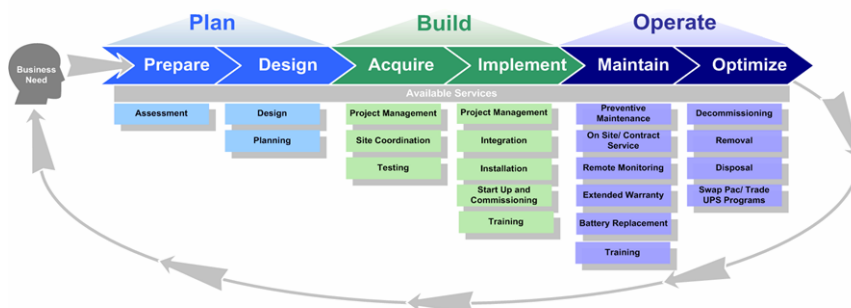 Plan
Build
Operate
Business
Need
Prepare
Design
Acquire
Implement
Maintain
Optimize
Available Services
Assessment
Design
Planning
Project Management
Site Coordination
Testing
Project Management
Integration
Installation
Start Up and
Commissioning
Training
Preventive
Maintenance
On Site/ Contract
Service
Remote Monitoring
Extended Warranty
Battery Replacement
Training
Decommissioning
Removal
Disposal
Swap Pac/ Trade
UPS Programs